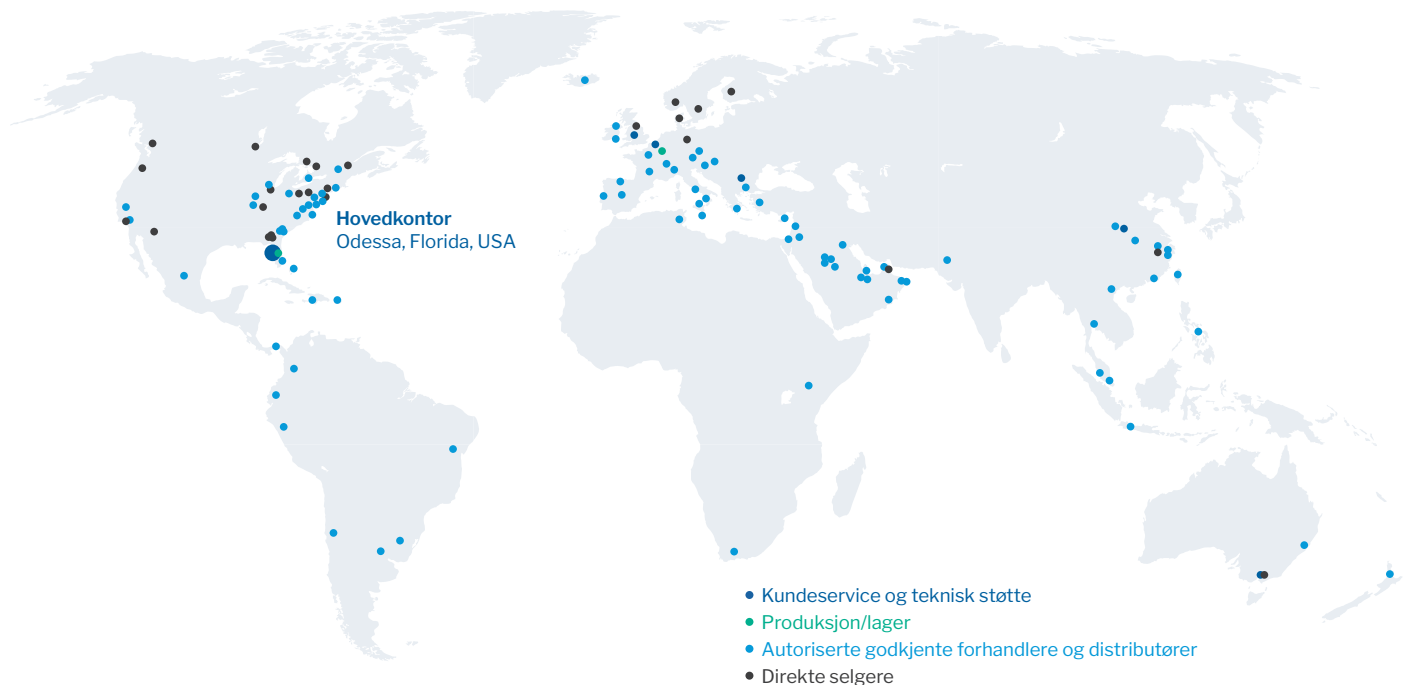 Hovedkontor
Odessa, Florida, USA
Kundeservice og teknisk støtte
Produksjon/lager
Autoriserte godkjente forhandlere og distributører
Direkte selgere